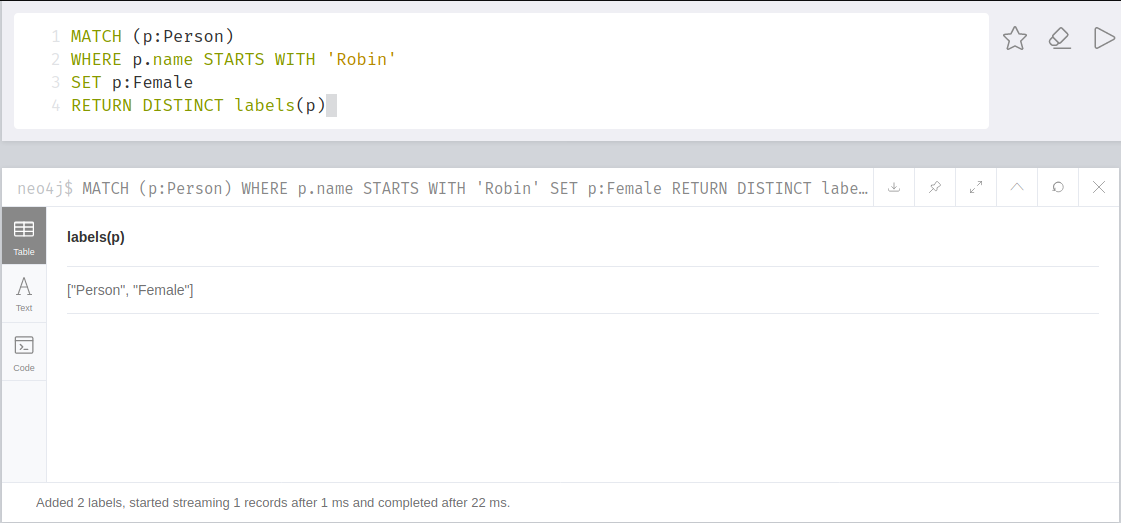 1 MATCH (p:Person)
2 WHERE p.name STARTS WITH 'Robin'
3 SET p:Female
4 RETURN DISTINCT labels(p)
neo4j$ MATCH (p:Person) WHERE p.name STARTS WITH 'Robin' SET p:Female RETURN DISTINCT labe…
Table
labels(p)
["Person", "Female"]
Text
Code
Added 2 labels, started streaming 1 records after 1 ms and completed after 22 ms.